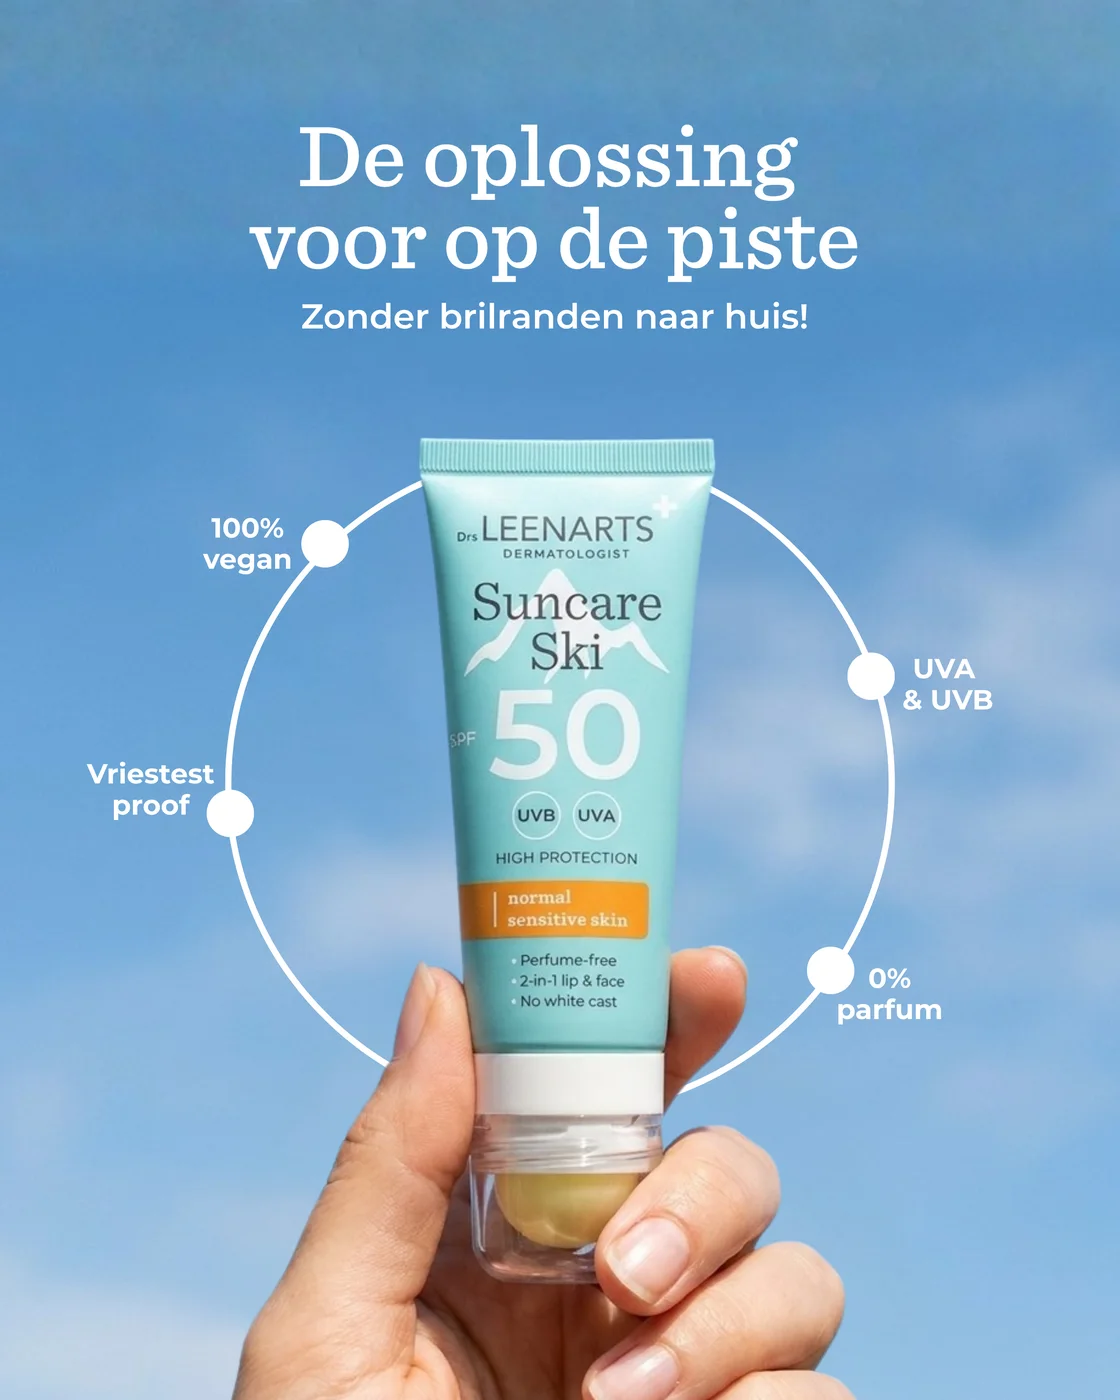 De oplossing
voor op de piste
Zonder brilranden naar huis!
100%
vegan
Vriestest
proof
Drs LEENARTS
DERMATOLOGIST
Suncare
Ski
SPF 50
UVB UVA
HIGH PROTECTION
normal
sensitive skin
• Perfume-free
• 2-in-1 lip & face
• No white cast
UVA
& UVB
0%
parfum